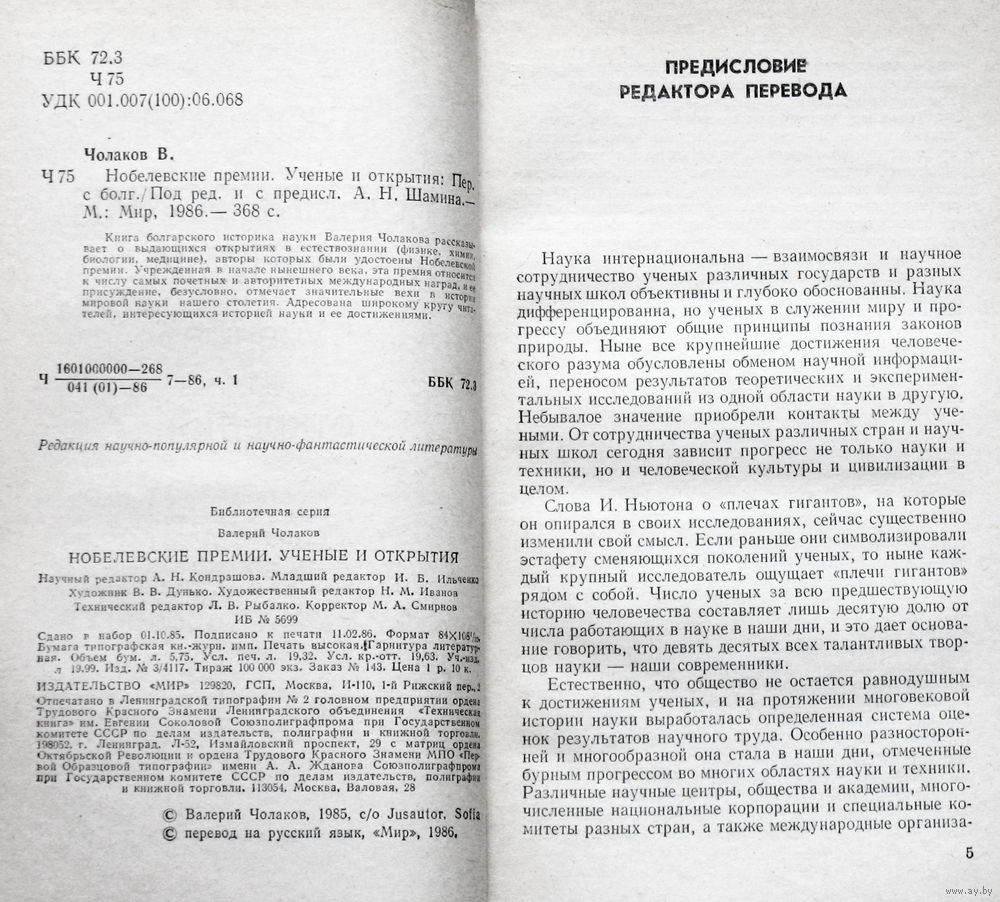 ББК 72.3
Ч 75
УДК 001.007(100):06.068
Чолаков В.
Ч 75 Нобелевские премии. Ученые и открытия: Пер.
с болг./Под ред. и с предисл. А. Н. Шамина.—
М.: Мир, 1986.— 368 с.
Книга болгарского историка науки Валерия Чолакова рассказы-
вает о выдающихся открытиях в естествознании (физике, химии,
биологии, медицине), авторы которых были удостоены Нобелевской
премии. Учрежденная в начале нынешнего века, эта премия относится
к числу самых почетных и авторитетных международных наград, и ее
присуждение, безусловно, отмечает значительные вехи в истории
мировой науки нашего столетия. Адресована широкому кругу чита-
телей, интересующихся историей науки и ее достижениями.
1601000000—268
Ч 7—86, ч. 1
041 (01)—86
ББК 72.3
Редакция научно-популярной и научно-фантастической литературы
Библиотечная серия
Валерий Чолаков
НОБЕЛЕВСКИЕ ПРЕМИИ. УЧЕНЫЕ И ОТКРЫТИЯ
Научный редактор А. Н. Кондрашова. Младший редактор И. Б. Ильченко
Художник В. В. Дунько. Художественный редактор Н. М. Иванов
Технический редактор Л. В. Рыбалко. Корректор М. А. Смирнов
ИБ № 5699
Сдано в набор 01.10.85. Подписано к печати 11.02.86. Формат 84×108
Бумага типографская кн.-журн. имп. Печать высокая. Гарнитура литератур-
ная. Объем бум. л. 5,75. Усл. печ. л. 19,32. Усл. кр.-отт. 19,63. Уч.-изд.
л 19.99. Изд. № 3/4117. Тираж 100 000 экз. Заказ № 143. Цена 1 р. 10 к.
ИЗДАТЕЛЬСТВО «МИР» 129820, ГСП, Москва, И-110, 1-й Рижский пер., 2
Отпечатано в Ленинградской типографии № 2 головном предприятии ордена
Трудового Красного Знамени Ленинградского объединения «Техническая
книга» им. Евгении Соколовой Союзполиграфпрома при Государственном
комитете СССР по делам издательств, полиграфии и книжной торговли.
198052, г. Ленинград, Л-52, Измайловский проспект, 29 с матриц ордена
Октябрьской Революции и ордена Трудового Красного Знамени МПО «Пер-
вой Образцовой типографии» имени А. А. Жданова Союзполиграфпрома
при Государственном комитете СССР по делам издательств, полиграфии
и книжной торговли. 113054, Москва, Валовая, 28
© Валерий Чолаков, 1985, c/o Jusautor, Sofia
© перевод на русский язык, «Мир», 1986.
ПРЕДИСЛОВИЕ
РЕДАКТОРА ПЕРЕВОДА
Наука интернациональна — взаимосвязи и научное
сотрудничество ученых различных государств и разных
научных школ объективны и глубоко обоснованны. Наука
дифференцированна, но ученых в служении миру и про-
грессу объединяют общие принципы познания законов
природы. Ныне все крупнейшие достижения человече-
ского разума обусловлены обменом научной информаци-
ей, переносом результатов теоретических и эксперимен-
тальных исследований из одной области науки в другую.
Небывалое значение приобрели контакты между уче-
ными. От сотрудничества ученых различных стран и науч-
ных школ сегодня зависит прогресс не только науки и
техники, но и человеческой культуры и цивилизации в
целом.
Слова И. Ньютона о «плечах гигантов», на которые
он опирался в своих исследованиях, сейчас существенно
изменили свой смысл. Если раньше они символизировали
эстафету сменяющихся поколений ученых, то ныне каж-
дый крупный исследователь ощущает «плечи гигантов»
рядом с собой. Число ученых за всю предшествующую
историю человечества составляет лишь десятую долю от
числа работающих в науке в наши дни, и это дает основа-
ние говорить, что девять десятых всех талантливых твор-
цов науки — наши современники.
Естественно, что общество не остается равнодушным
к достижениям ученых, и на протяжении многовековой
истории науки выработалась определенная система оце-
нок результатов научного труда. Особенно разносторон-
ней и многообразной она стала в наши дни, отмеченные
бурным прогрессом во многих областях науки и техники.
Различные научные центры, общества и академии, много-
численные национальные корпорации и специальные ко-
митеты разных стран, а также международные организа-
5
www.ay.by